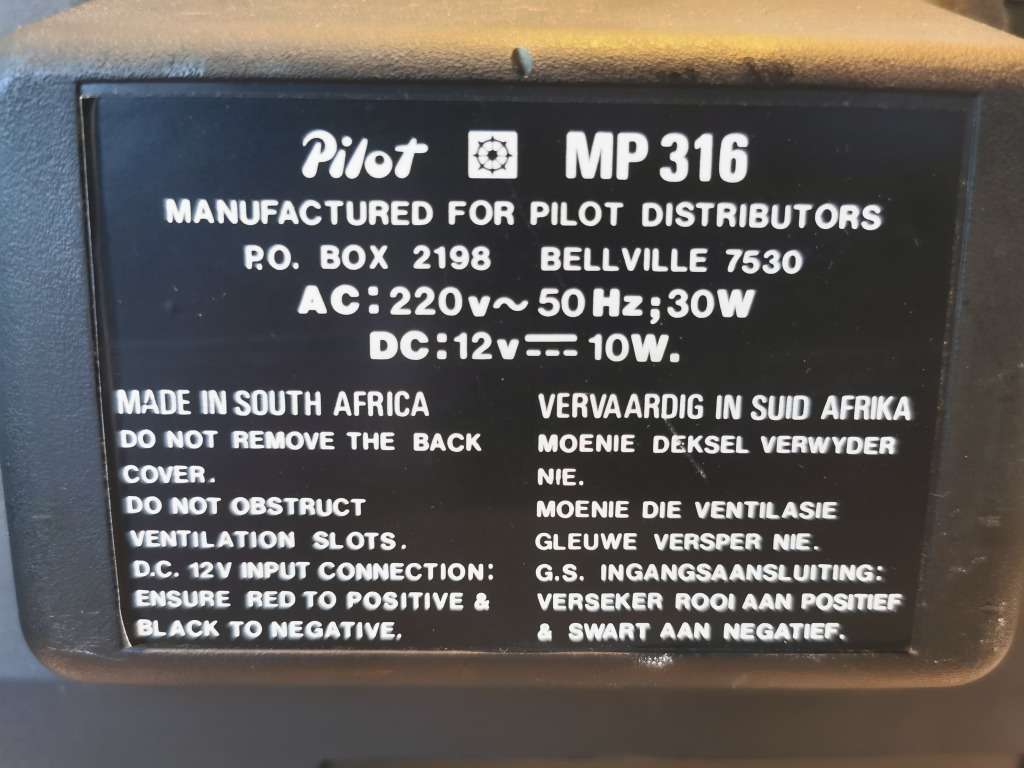 Pilot MP 316
MANUFACTURED FOR PILOT DISTRIBUTORS
P.O. BOX 2198 BELLVILLE 7530
AC: 220v~ 50Hz; 30W
DC: 12v⎓ 10W.
MADE IN SOUTH AFRICA
DO NOT REMOVE THE BACK
COVER.
DO NOT OBSTRUCT
VENTILATION SLOTS.
D.C. 12V INPUT CONNECTION:
ENSURE RED TO POSITIVE &
BLACK TO NEGATIVE.
VERVAARDIG IN SUID AFRIKA
MOENIE DEKSEL VERWYDER
NIE.
MOENIE DIE VENTILASIE
GLEUWE VERSPER NIE.
G.S. INGANGSAANSLUITING:
VERSEKER ROOI AAN POSITIEF
& SWART AAN NEGATIEF.